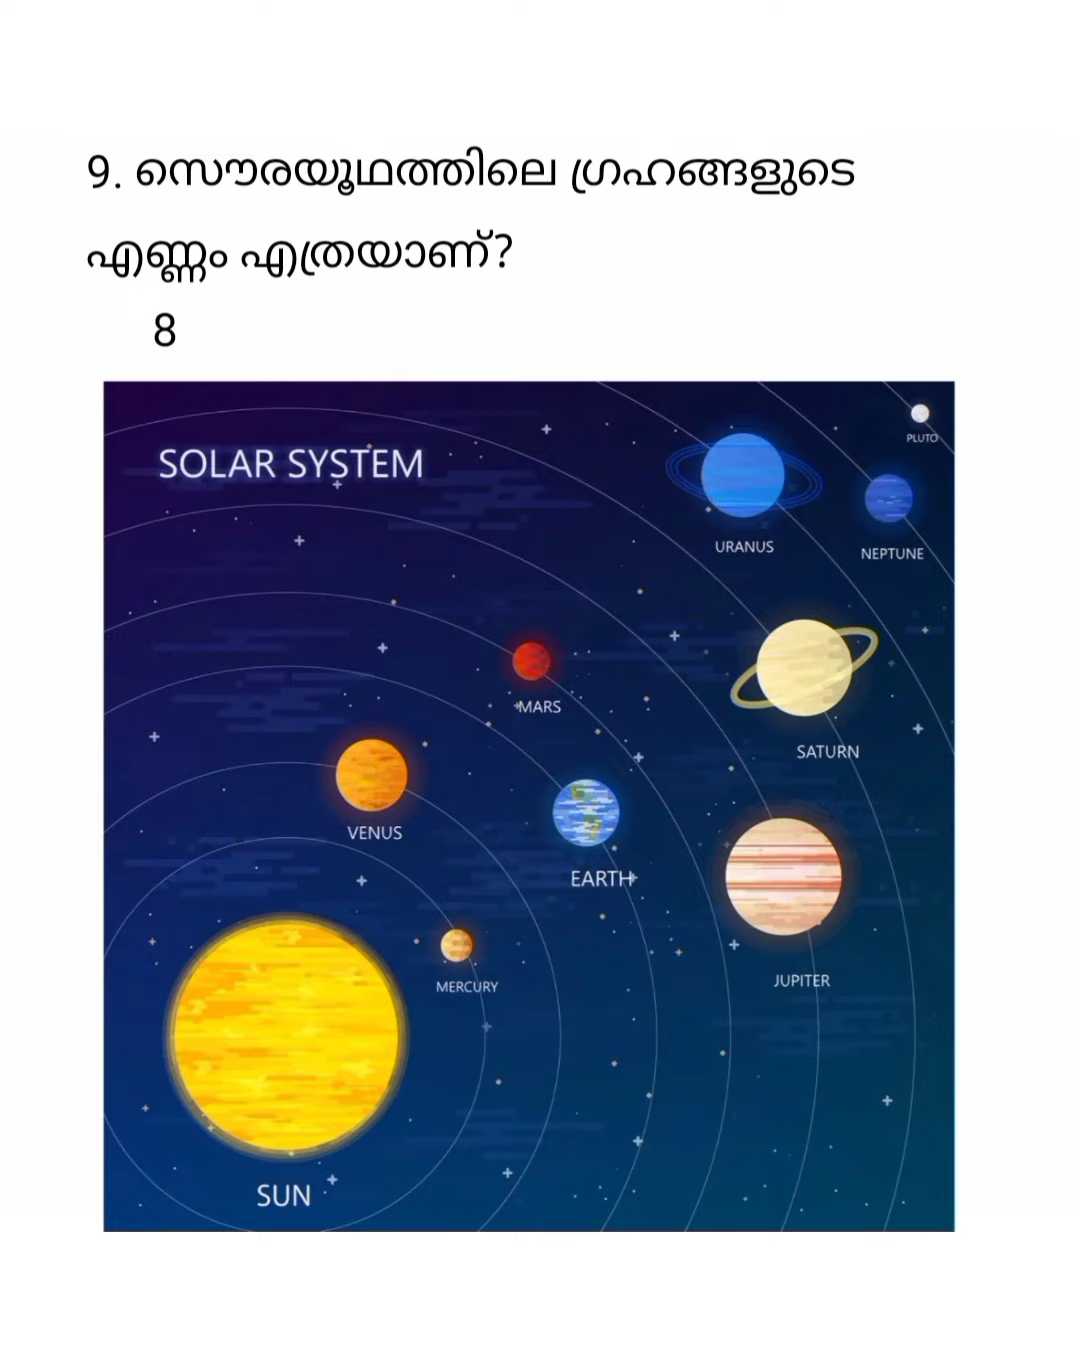 9. സൗരയൂഥത്തിലെ ഗ്രഹങ്ങളുടെ
എണ്ണം എത്രയാണ്?
8
SOLAR SYSTEM
PLUTO
URANUS
NEPTUNE
MARS
SATURN
VENUS
EARTH
JUPITER
MERCURY
SUN